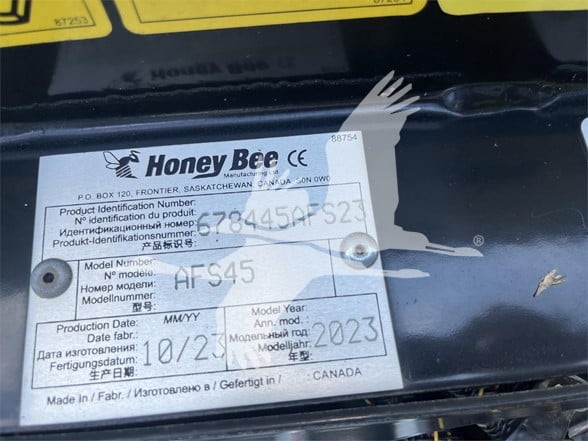 87253
Honey Bee CE
Manufacturing Ltd.
88754
P.O. BOX 120, FRONTIER, SASKATCHEWAN, CANADA S0N 0W0
Product Identification Number:
N° identification du produit:
Идентификационный номер:
Produkt-Identifikationsnummer:
产品标识号:
678445AFS23
Model Number:
N° modèle:
Номер модели:
Modellnummer:
型号:
AFS45
Production Date: MM/YY
Date fabr.:
Дата изготовления:
Fertigungsdatum:
生产日期:
10/23
Model Year:
Ann. mod.:
Модельный год:
Modelljahr:
年型:
2023
Made in / Fabr. / Изготовлено в / Gefertigt in / : CANADA
®